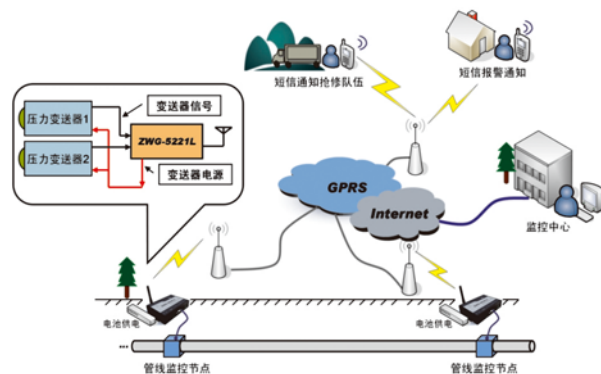 短信通知抢修队伍
短信报警通知
压力变送器1
变送器信号
ZWG-5221L
压力变送器2
变送器电源
GPRS
Internet
监控中心
电池供电
电池供电
...
管线监控节点
管线监控节点